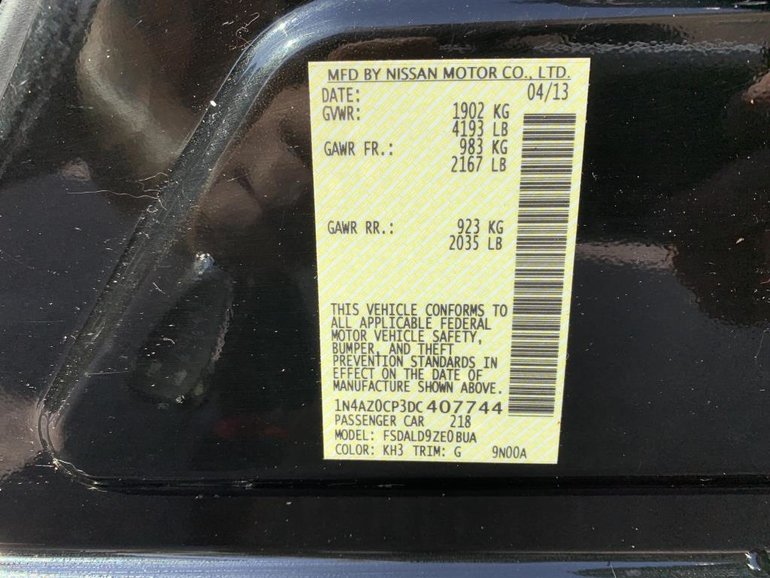 MFD BY NISSAN MOTOR CO., LTD.
DATE: 04/13
GVWR: 1902 KG
4193 LB
GAWR FR.: 983 KG
2167 LB
GAWR RR.: 923 KG
2035 LB
THIS VEHICLE CONFORMS TO
ALL APPLICABLE FEDERAL
MOTOR VEHICLE SAFETY,
BUMPER, AND THEFT
PREVENTION STANDARDS IN
EFFECT ON THE DATE OF
MANUFACTURE SHOWN ABOVE.
1N4AZ0CP3DC407744
PASSENGER CAR 218
MODEL: FSDALD9ZE0BUA
COLOR: KH3 TRIM: G 9N00A